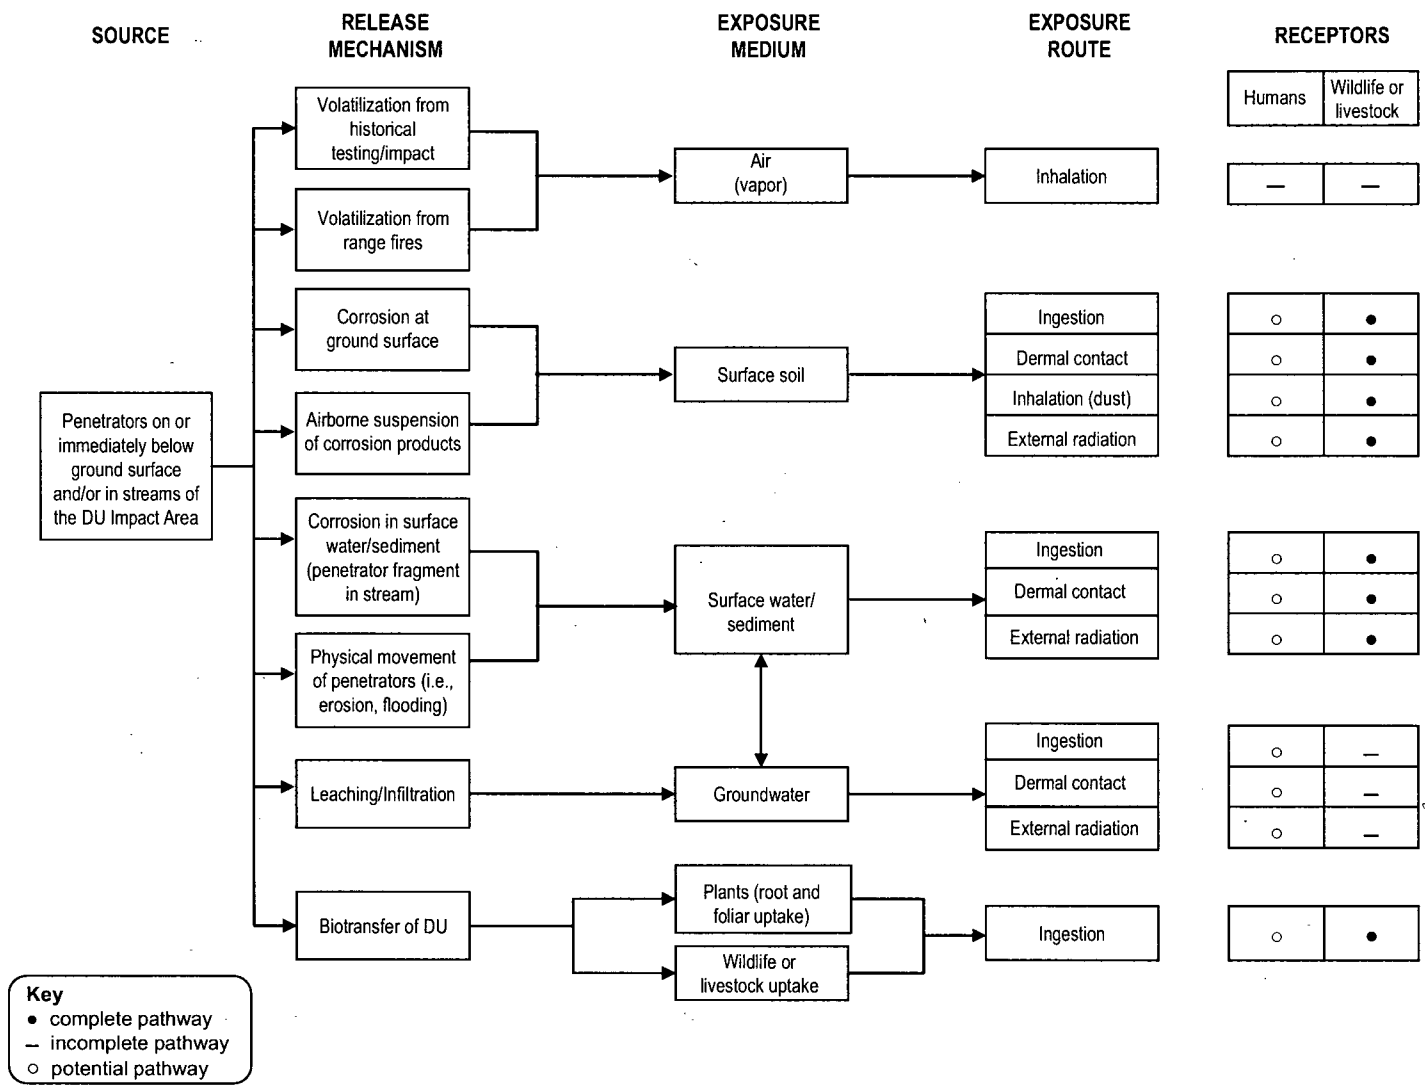 SOURCE
RELEASE
MECHANISM
EXPOSURE
MEDIUM
EXPOSURE
ROUTE
RECEPTORS
Humans
Wildlife or
livestock
Volatilization from
historical
testing/impact
Air
(vapor)
Inhalation
– –
Volatilization from
range fires
Corrosion at
ground surface
Airborne suspension
of corrosion products
Surface soil
Ingestion
○ ●
Dermal contact
○ ●
Inhalation (dust)
○ ●
External radiation
○ ●
Penetrators on or
immediately below
ground surface
and/or in streams of
the DU Impact Area
Corrosion in surface
water/sediment
(penetrator fragment
in stream)
Physical movement
of penetrators (i.e.,
erosion, flooding)
Surface water/
sediment
Ingestion
○ ●
Dermal contact
○ ●
External radiation
○ ●
Leaching/Infiltration
Groundwater
Ingestion
○ –
Dermal contact
○ –
External radiation
○ –
Biotransfer of DU
Plants (root and
foliar uptake)
Wildlife or
livestock uptake
Ingestion
○ ●
Key
● complete pathway
– incomplete pathway
○ potential pathway